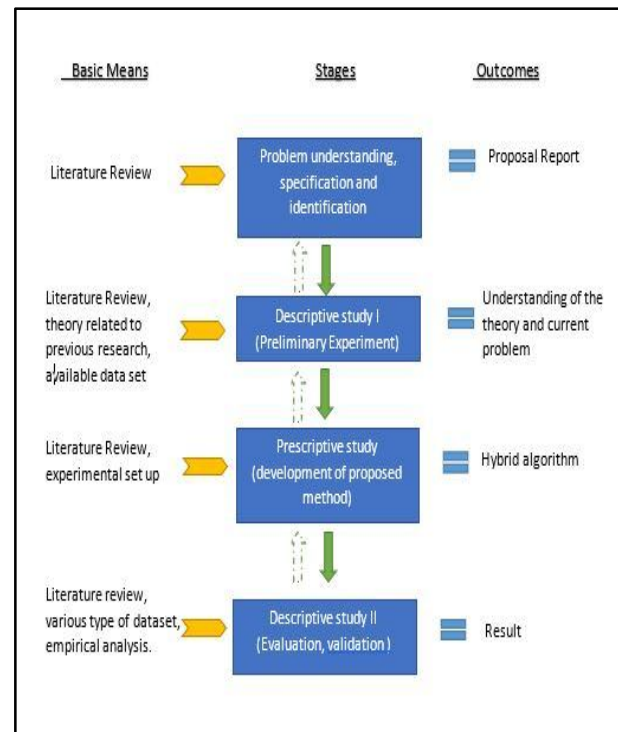 Basic Means
Stages
Outcomes
Literature Review
Problem understanding,
specification and
identification
Proposal Report
Literature Review,
theory related to
previous research,
available data set
Descriptive study I
(Preliminary Experiment)
Understanding of the
theory and current
problem
Literature Review,
experimental set up
Prescriptive study
(development of proposed
method)
Hybrid algorithm
Literature review,
various type of dataset,
empirical analysis.
Descriptive study II
(Evaluation, validation )
Result